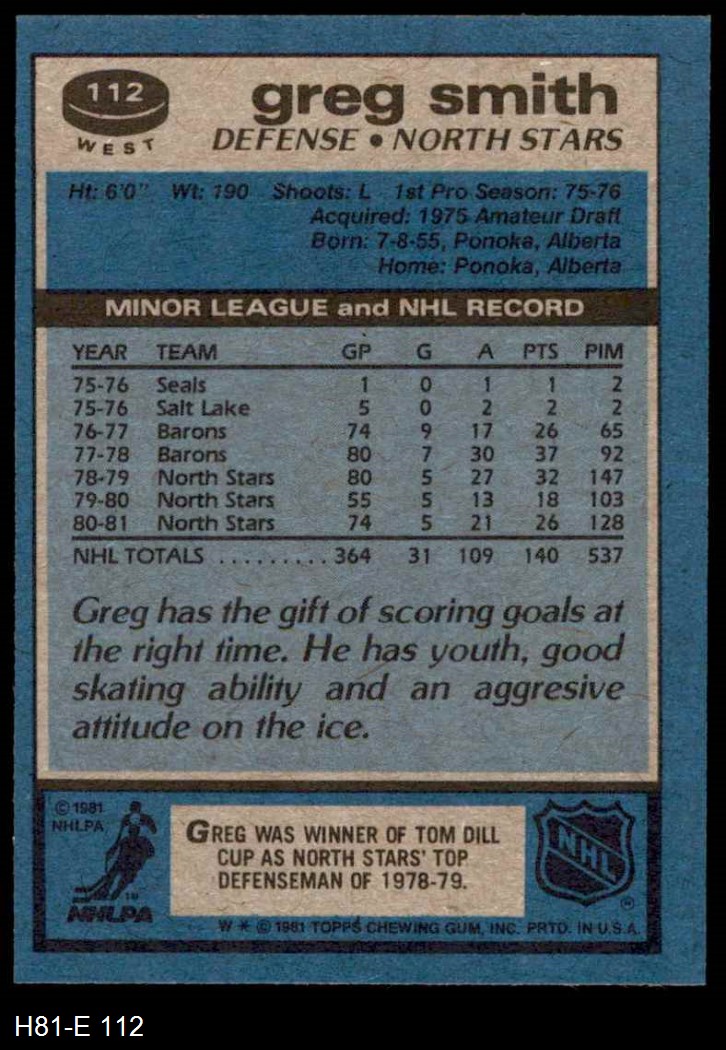 112
WEST
greg smith
DEFENSE • NORTH STARS
Ht: 6'0" Wt: 190 Shoots: L 1st Pro Season: 75-76
Acquired: 1975 Amateur Draft
Born: 7-8-55, Ponoka, Alberta
Home: Ponoka, Alberta
MINOR LEAGUE and NHL RECORD
YEAR TEAM GP G A PTS PIM
75-76 Seals 1 0 1 1 2
75-76 Salt Lake 5 0 2 2 2
76-77 Barons 74 9 17 26 65
77-78 Barons 80 7 30 37 92
78-79 North Stars 80 5 27 32 147
79-80 North Stars 55 5 13 18 103
80-81 North Stars 74 5 21 26 128
NHL TOTALS .......... 364 31 109 140 537
Greg has the gift of scoring goals at
the right time. He has youth, good
skating ability and an aggresive
attitude on the ice.
© 1981
NHLPA
NHLPA
GREG WAS WINNER OF TOM DILL
CUP AS NORTH STARS' TOP
DEFENSEMAN OF 1978-79.
NHL
®
W * © 1981 TOPPS CHEWING GUM, INC. PRTD. IN U.S.A.
H81-E 112